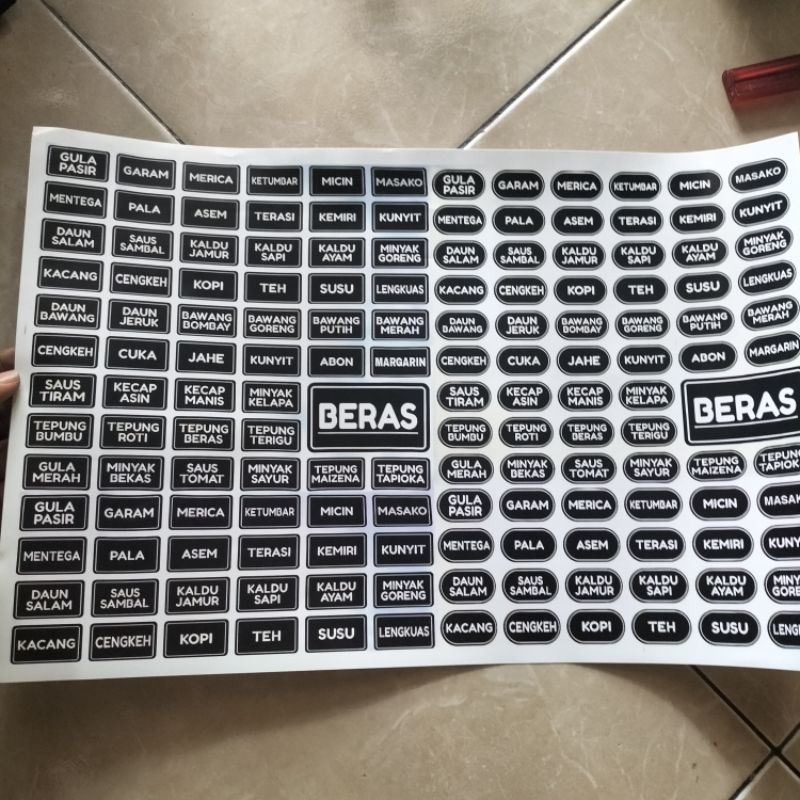 GULA PASIR GARAM MERICA KETUMBAR MICIN MASAKO GULA PASIR GARAM MERICA KETUMBAR MICIN MASAKO
MENTEGA PALA ASEM TERASI KEMIRI KUNYIT MENTEGA PALA ASEM TERASI KEMIRI KUNYIT
DAUN SALAM SAUS SAMBAL KALDU JAMUR KALDU SAPI KALDU AYAM MINYAK GORENG DAUN SALAM SAUS SAMBAL KALDU JAMUR KALDU SAPI KALDU AYAM MINYAK GORENG
KACANG CENGKEH KOPI TEH SUSU LENGKUAS KACANG CENGKEH KOPI TEH SUSU LENGKUAS
DAUN BAWANG DAUN JERUK BAWANG BOMBAY BAWANG GORENG BAWANG PUTIH BAWANG MERAH DAUN BAWANG DAUN JERUK BAWANG BOMBAY BAWANG GORENG BAWANG PUTIH BAWANG MERAH
CENGKEH CUKA JAHE KUNYIT ABON MARGARIN CENGKEH CUKA JAHE KUNYIT ABON MARGARIN
SAUS TIRAM KECAP ASIN KECAP MANIS MINYAK KELAPA BERAS SAUS TIRAM KECAP ASIN KECAP MANIS MINYAK KELAPA BERAS
TEPUNG BUMBU TEPUNG ROTI TEPUNG BERAS TEPUNG TERIGU TEPUNG BUMBU TEPUNG ROTI TEPUNG BERAS TEPUNG TERIGU
GULA MERAH MINYAK BEKAS SAUS TOMAT MINYAK SAYUR TEPUNG MAIZENA TEPUNG TAPIOKA GULA MERAH MINYAK BEKAS SAUS TOMAT MINYAK SAYUR TEPUNG MAIZENA TEPUNG TAPIOK
GULA PASIR GARAM MERICA KETUMBAR MICIN MASAKO GULA PASIR GARAM MERICA KETUMBAR MICIN MASAK
MENTEGA PALA ASEM TERASI KEMIRI KUNYIT MENTEGA PALA ASEM TERASI KEMIRI KUNY
DAUN SALAM SAUS SAMBAL KALDU JAMUR KALDU SAPI KALDU AYAM MINYAK GORENG DAUN SALAM SAUS SAMBAL KALDU JAMUR KALDU SAPI KALDU AYAM MINY GORE
KACANG CENGKEH KOPI TEH SUSU LENGKUAS KACANG CENGKEH KOPI TEH SUSU LENG